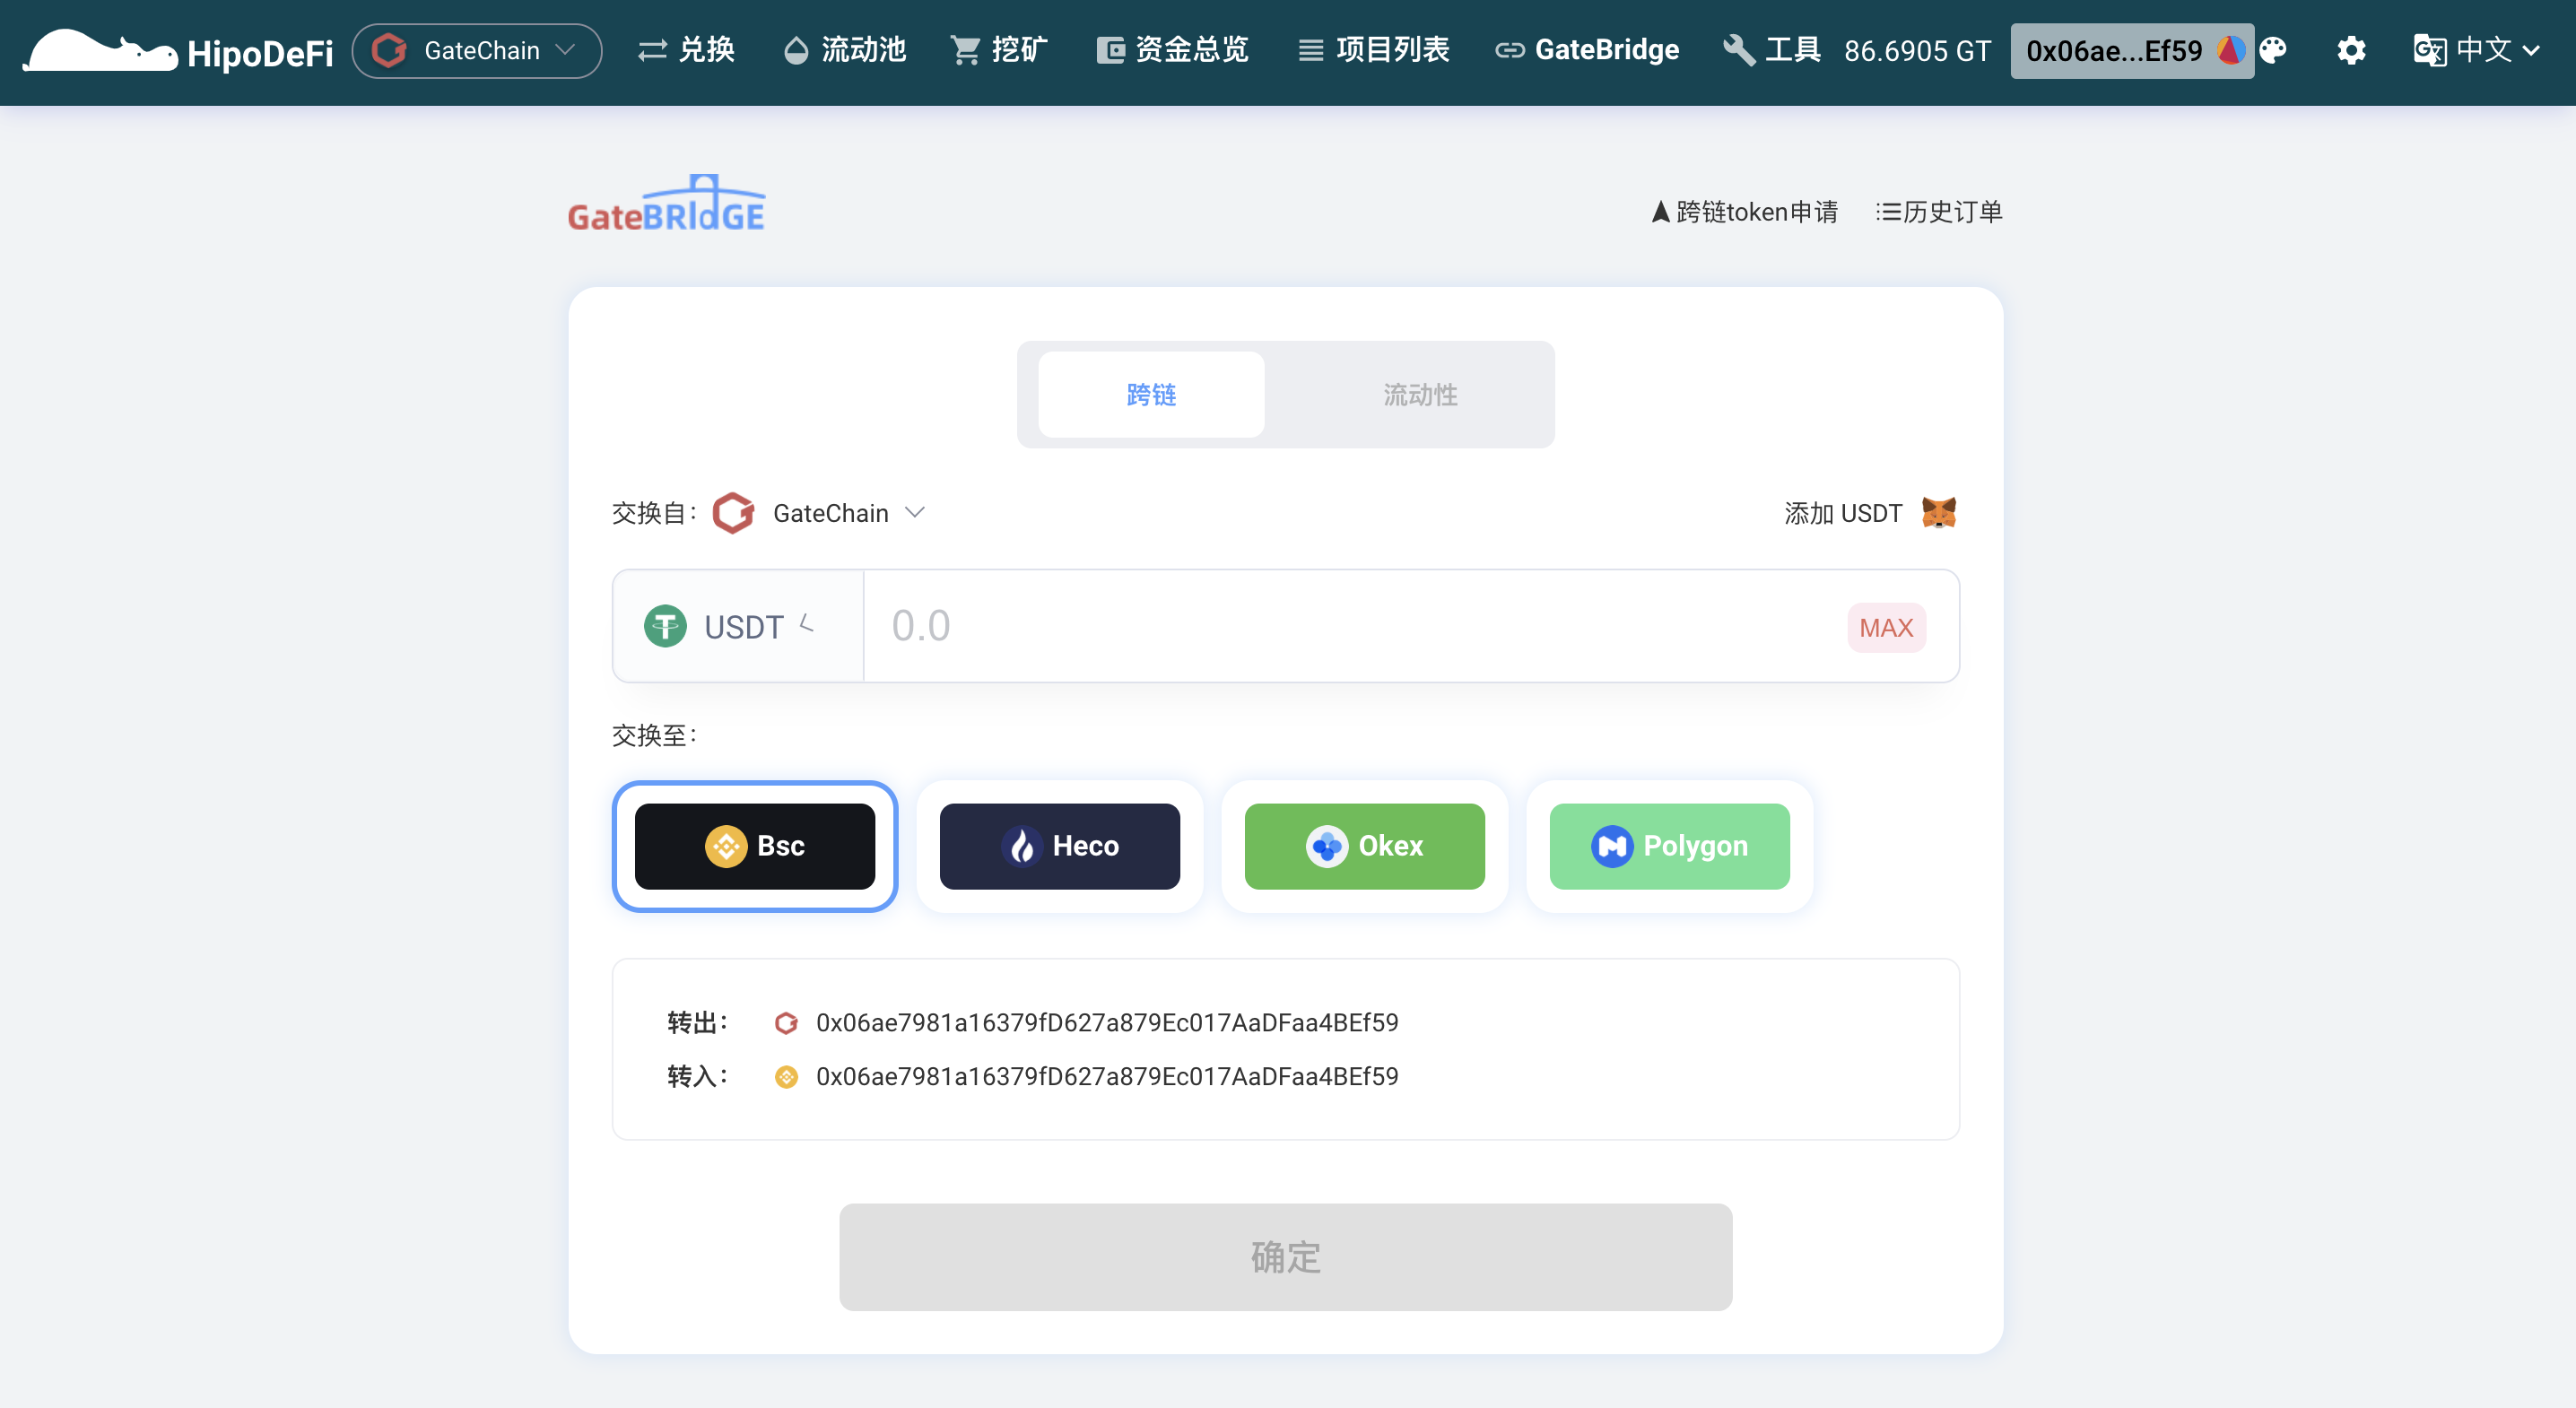 HipoDeFi GateChain 兑换 流动池 挖矿 资金总览 项目列表 GateBridge 工具 86.6905 GT 0x06ae...Ef59 中文
GateBRIdGE
跨链token申请 历史订单
跨链 流动性
交换自： GateChain 添加 USDT
USDT 0.0 MAX
交换至：
Bsc Heco Okex Polygon
转出： 0x06ae7981a16379fD627a879Ec017AaDFaa4BEf59
转入： 0x06ae7981a16379fD627a879Ec017AaDFaa4BEf59
确定